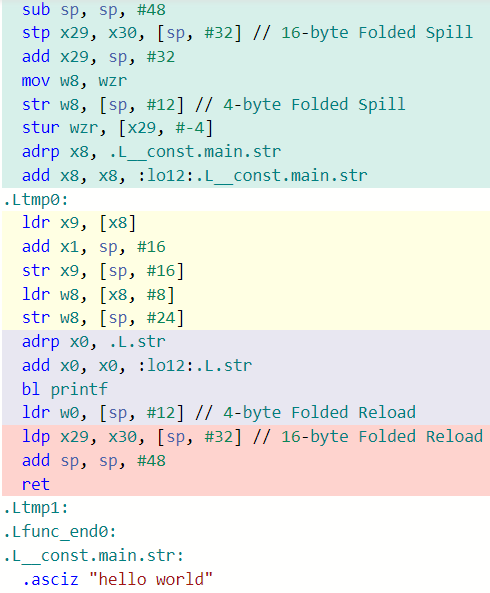 sub sp, sp, #48
stp x29, x30, [sp, #32] // 16-byte Folded Spill
add x29, sp, #32
mov w8, wzr
str w8, [sp, #12] // 4-byte Folded Spill
stur wzr, [x29, #-4]
adrp x8, .L__const.main.str
add x8, x8, :lo12:.L__const.main.str
.Ltmp0:
ldr x9, [x8]
add x1, sp, #16
str x9, [sp, #16]
ldr w8, [x8, #8]
str w8, [sp, #24]
adrp x0, .L.str
add x0, x0, :lo12:.L.str
bl printf
ldr w0, [sp, #12] // 4-byte Folded Reload
ldp x29, x30, [sp, #32] // 16-byte Folded Reload
add sp, sp, #48
ret
.Ltmp1:
.Lfunc_end0:
.L__const.main.str:
.asciz "hello world"